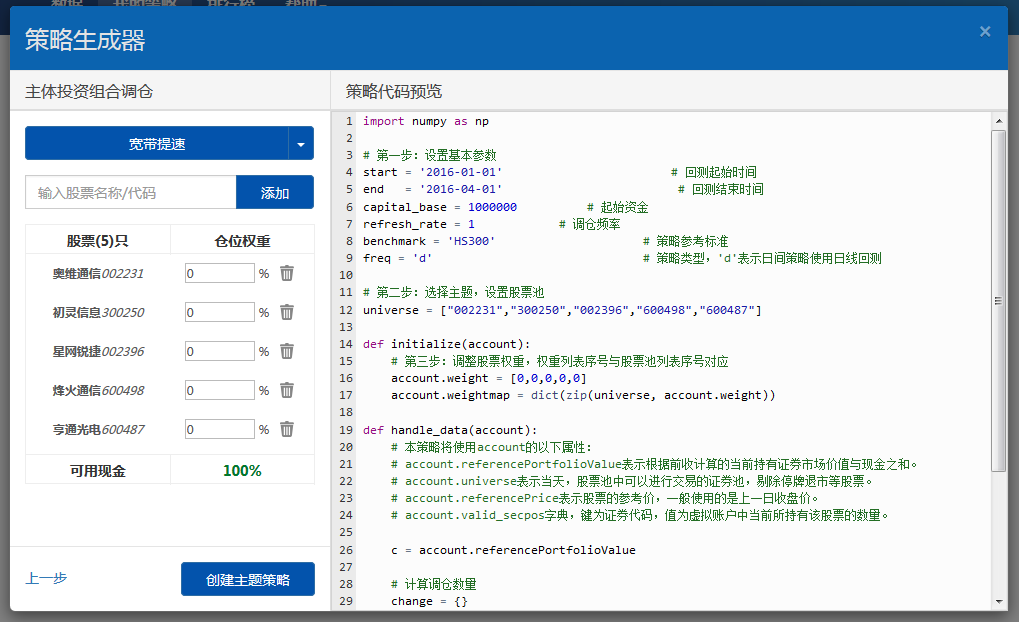 数据 我的策略 排行榜 帮助
策略生成器
×
主体投资组合调仓
宽带提速
输入股票名称/代码 添加
股票(5)只 仓位权重
奥维通信002231 0 %
初灵信息300250 0 %
星网锐捷002396 0 %
烽火通信600498 0 %
亨通光电600487 0 %
可用现金 100%
上一步 创建主题策略
策略代码预览
1 import numpy as np
2
3 # 第一步：设置基本参数
4 start = '2016-01-01' # 回测起始时间
5 end = '2016-04-01' # 回测结束时间
6 capital_base = 1000000 # 起始资金
7 refresh_rate = 1 # 调仓频率
8 benchmark = 'HS300' # 策略参考标准
9 freq = 'd' # 策略类型，'d'表示日间策略使用日线回测
10
11 # 第二步：选择主题，设置股票池
12 universe = ["002231","300250","002396","600498","600487"]
13
14 def initialize(account):
15 # 第三步：调整股票权重，权重列表序号与股票池列表序号对应
16 account.weight = [0,0,0,0,0]
17 account.weightmap = dict(zip(universe, account.weight))
18
19 def handle_data(account):
20 # 本策略将使用account的以下属性：
21 # account.referencePortfolioValue表示根据前收计算的当前持有证券市场价值与现金之和。
22 # account.universe表示当天，股票池中可以进行交易的证券池，剔除停牌退市等股票。
23 # account.referencePrice表示股票的参考价，一般使用的是上一日收盘价。
24 # account.valid_secpos字典，键为证券代码，值为虚拟账户中当前所持有该股票的数量。
25
26 c = account.referencePortfolioValue
27
28 # 计算调仓数量
29 change = {}